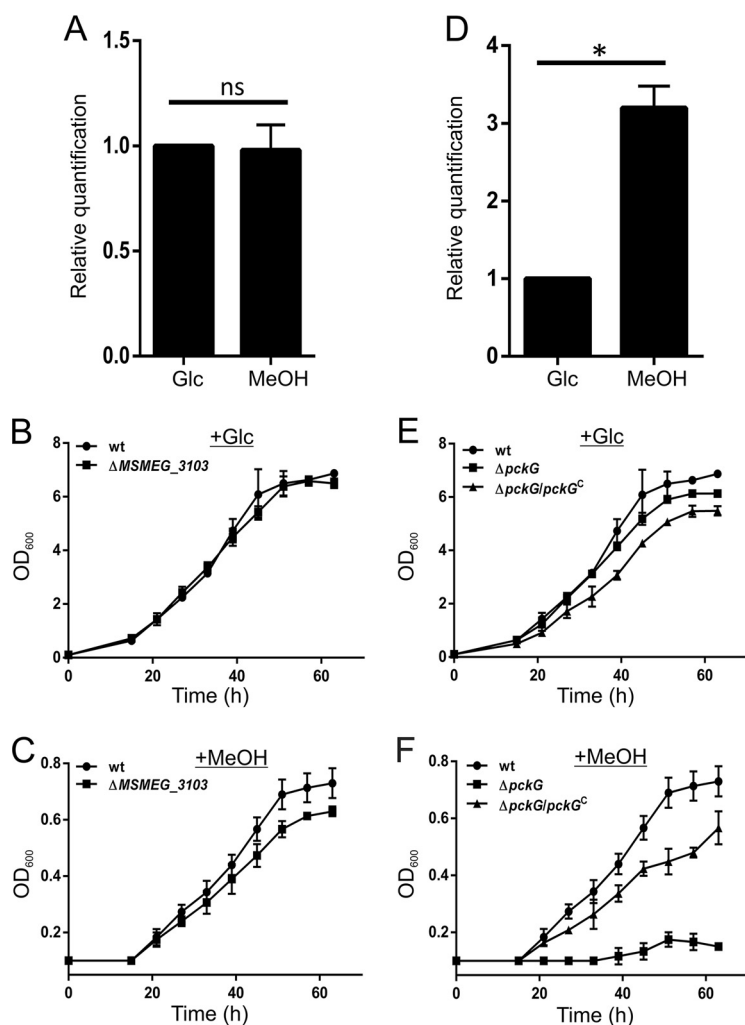 A
1.5
1.0
0.5
0.0
Relative quantification
ns
Glc
MeOH
D
4
3
2
1
0
Relative quantification
*
Glc
MeOH
B
+Glc
wt
ΔMSMEG_3103
8
6
4
2
0
OD600
0
20
40
60
Time (h)
E
+Glc
wt
ΔpckG
ΔpckG/pckGC
8
6
4
2
0
OD600
0
20
40
60
Time (h)
C
+MeOH
wt
ΔMSMEG_3103
0.8
0.6
0.4
0.2
OD600
0
20
40
60
Time (h)
F
+MeOH
wt
ΔpckG
ΔpckG/pckGC
0.8
0.6
0.4
0.2
OD600
0
20
40
60
Time (h)